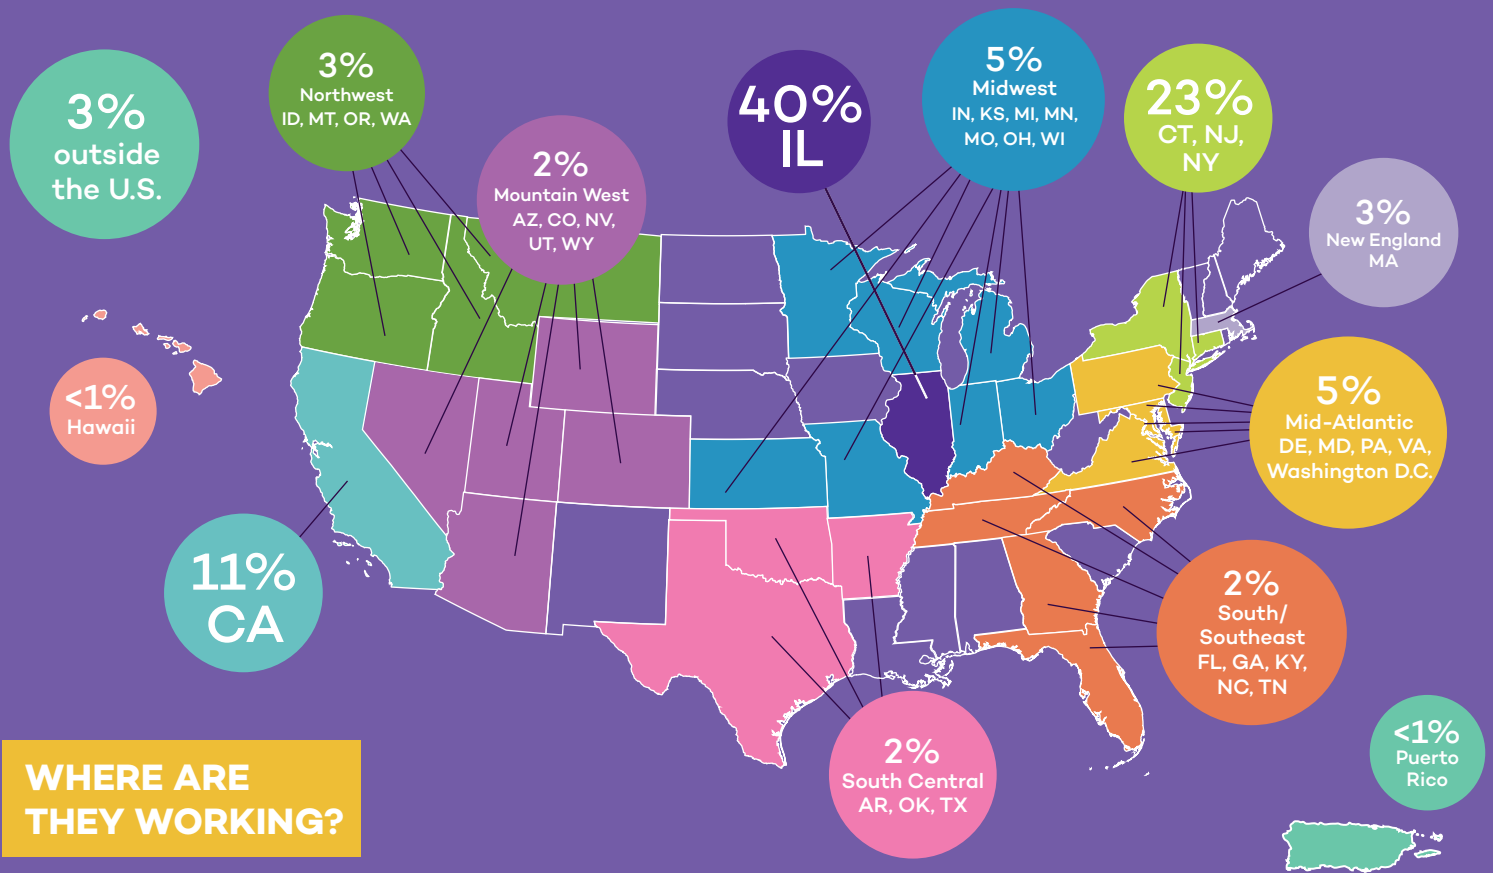 3%
outside
the U.S.
3%
Northwest
ID, MT, OR, WA
2%
Mountain West
AZ, CO, NV,
UT, WY
40%
IL
5%
Midwest
IN, KS, MI, MN,
MO, OH, WI
23%
CT, NJ,
NY
3%
New England
MA
<1%
Hawaii
5%
Mid-Atlantic
DE, MD, PA, VA,
Washington D.C.
11%
CA
2%
South/
Southeast
FL, GA, KY,
NC, TN
2%
South Central
AR, OK, TX
<1%
Puerto
Rico
WHERE ARE
THEY WORKING?